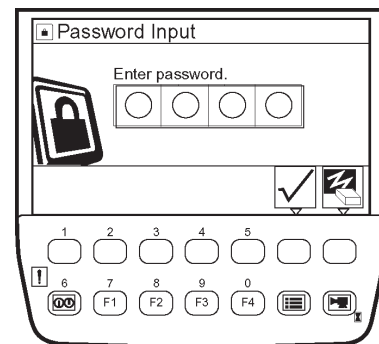 Password Input
Enter password.
1 2 3 4 5
!
6 7 8 9 0
F1 F2 F3 F4